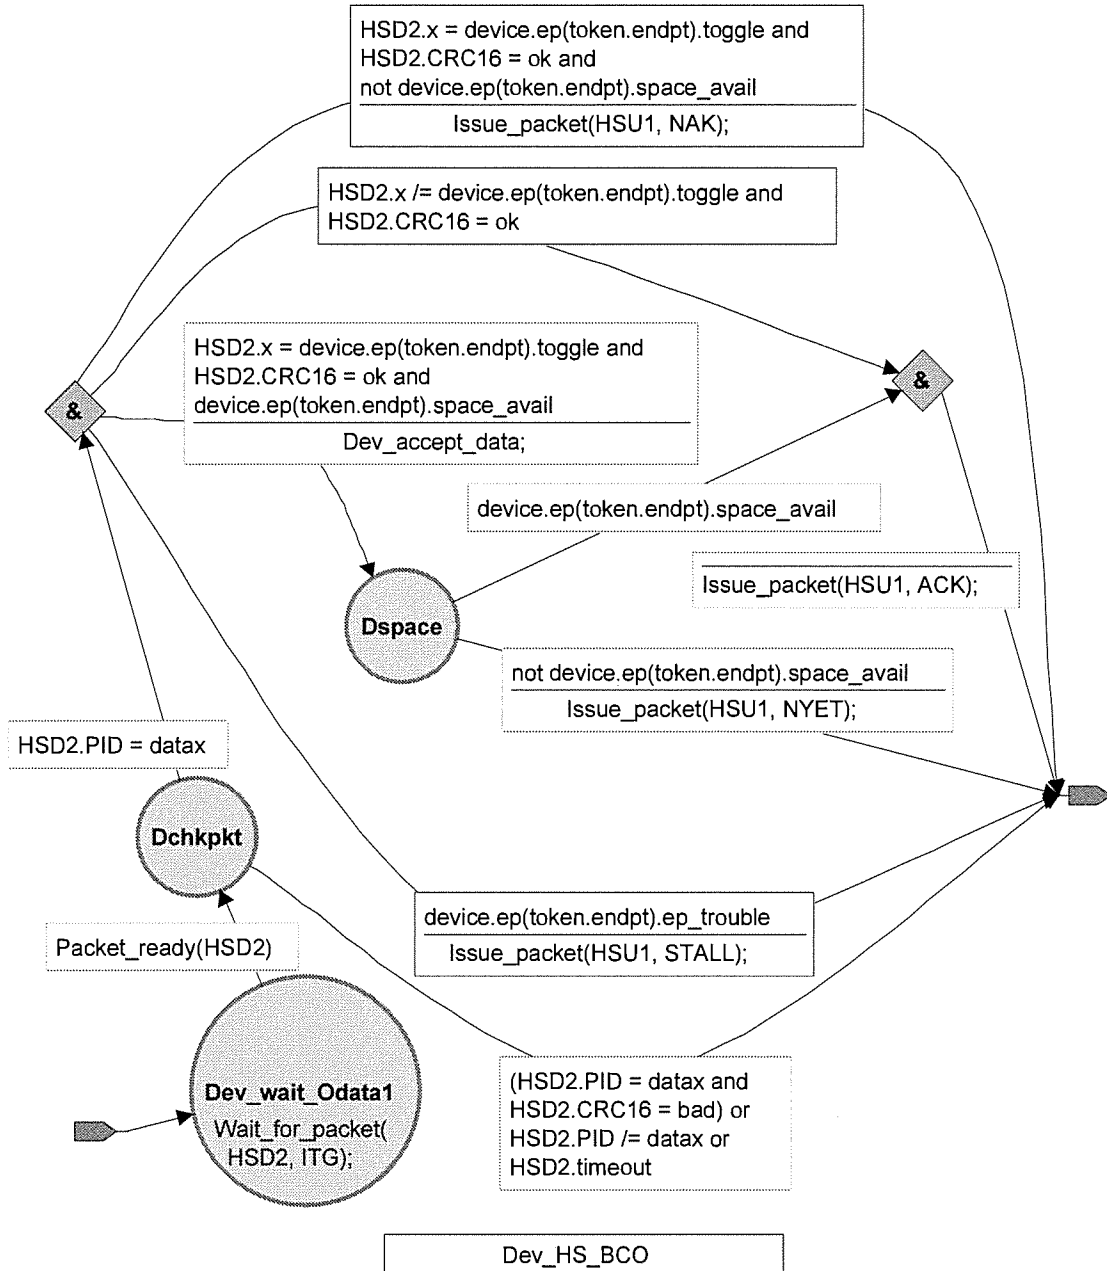 HSD2.x = device.ep(token.endpt).toggle and
HSD2.CRC16 = ok and
not device.ep(token.endpt).space_avail
Issue_packet(HSU1, NAK);
HSD2.x /= device.ep(token.endpt).toggle and
HSD2.CRC16 = ok
HSD2.x = device.ep(token.endpt).toggle and
HSD2.CRC16 = ok and
device.ep(token.endpt).space_avail
Dev_accept_data;
&
&
device.ep(token.endpt).space_avail
Issue_packet(HSU1, ACK);
Dspace
not device.ep(token.endpt).space_avail
Issue_packet(HSU1, NYET);
HSD2.PID = datax
Dchkpkt
device.ep(token.endpt).ep_trouble
Issue_packet(HSU1, STALL);
Packet_ready(HSD2)
Dev_wait_Odata1
Wait_for_packet(
HSD2, ITG);
(HSD2.PID = datax and
HSD2.CRC16 = bad) or
HSD2.PID /= datax or
HSD2.timeout
Dev_HS_BCO